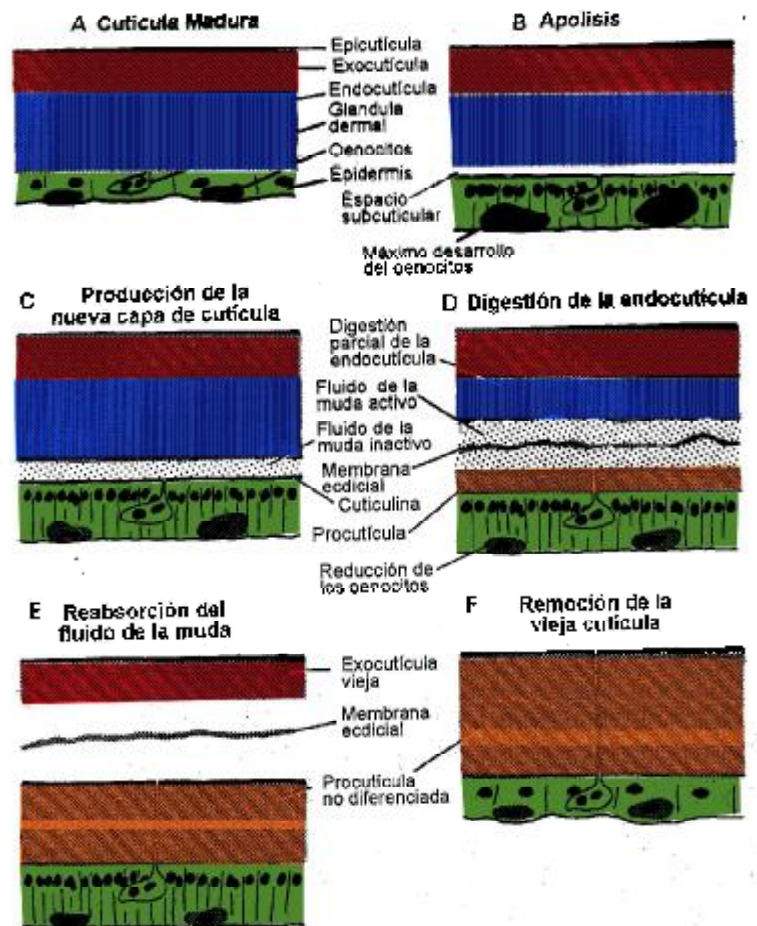 A Cuticula Madura
B Apolisis
Epicutícula
Exocutícula
Endocutícula
Glandula
dermal
Oenocitos
Epidermis
Espacio
subcuticular
Máximo desarrollo
del oenocitos
C Producción de la
nueva capa de cutícula
D Digestión de la endocutícula
Digestión
parcial de la
endocutícula
Fluido de la
muda activo
Fluido de la
muda inactivo
Membrana
ecdicial
Cuticulina
Procutícula
Reducción de
los oenocitos
E Reabsorción del
fluido de la muda
F Remoción de la
vieja cutícula
Exocutícula
vieja
Membrana
ecdicial
Procutícula
no diferenciada